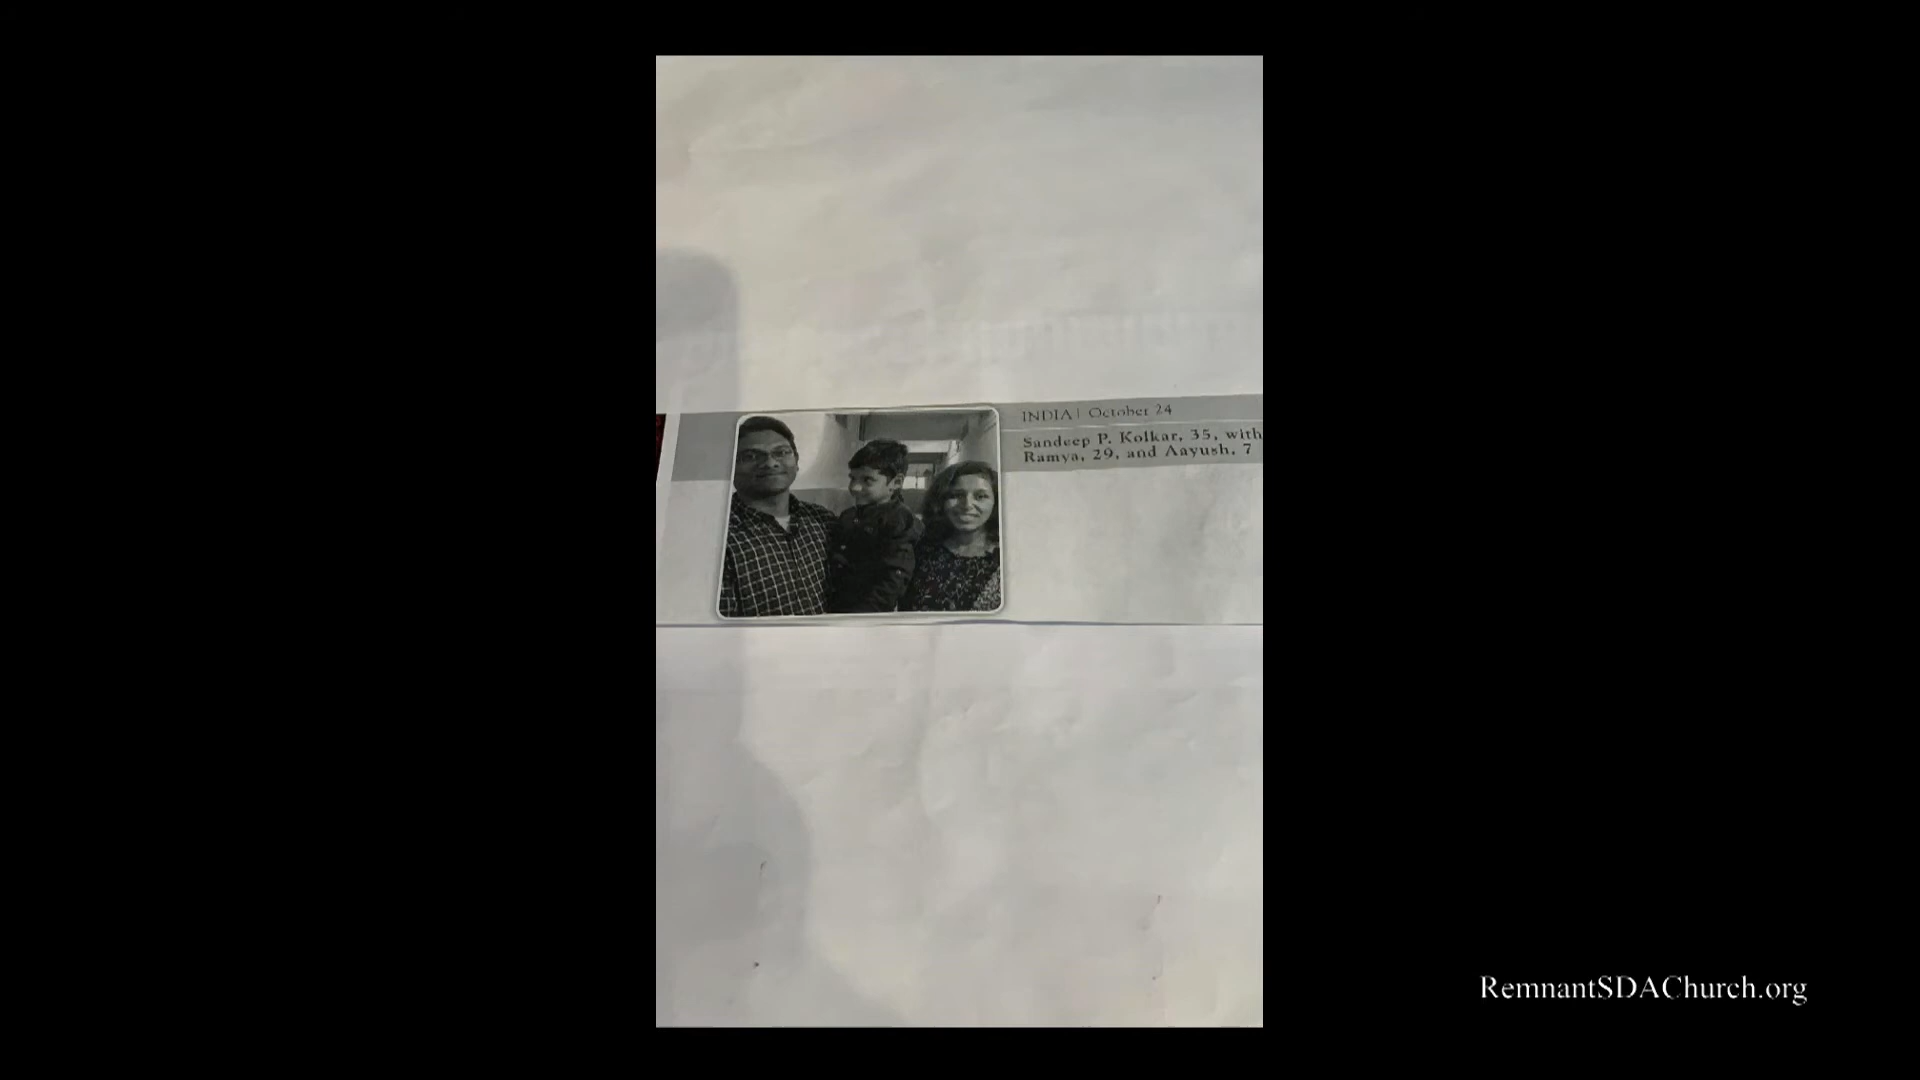 INDIA | October 24
Sandeep P. Kolkar, 35, with
Ramya, 29, and Aayush, 7
RemnantSDAChurch.org